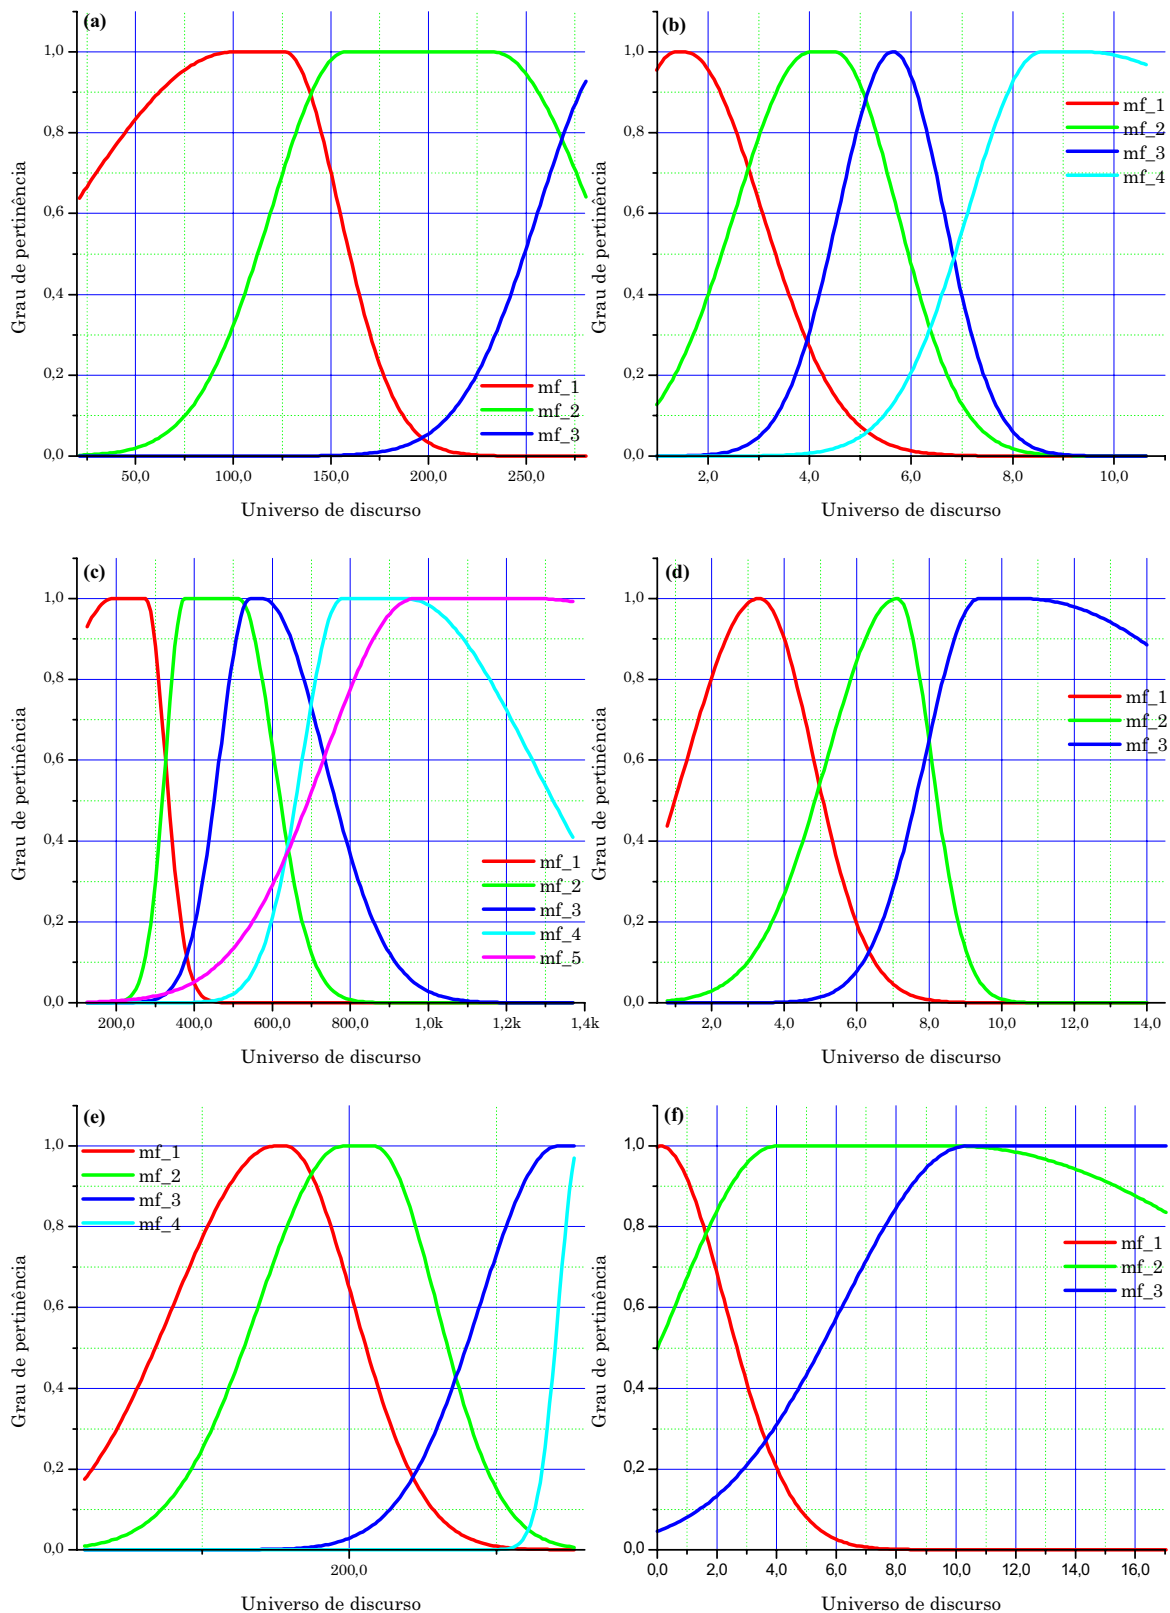 (a)
1,0
0,8
0,6
0,4
0,2
0,0
Grau de pertinência
mf_1
mf_2
mf_3
50,0 100,0 150,0 200,0 250,0
Universo de discurso
(b)
1,0
0,8
0,6
0,4
0,2
0,0
Grau de pertinência
mf_1
mf_2
mf_3
mf_4
2,0 4,0 6,0 8,0 10,0
Universo de discurso
(c)
1,0
0,8
0,6
0,4
0,2
0,0
Grau de pertinência
mf_1
mf_2
mf_3
mf_4
mf_5
200,0 400,0 600,0 800,0 1,0k 1,2k 1,4k
Universo de discurso
(d)
1,0
0,8
0,6
0,4
0,2
0,0
Grau de pertinência
mf_1
mf_2
mf_3
2,0 4,0 6,0 8,0 10,0 12,0 14,0
Universo de discurso
(e)
1,0
0,8
0,6
0,4
0,2
0,0
Grau de pertinência
mf_1
mf_2
mf_3
mf_4
200,0
Universo de discurso
(f)
1,0
0,8
0,6
0,4
0,2
0,0
Grau de pertinência
mf_1
mf_2
mf_3
0,0 2,0 4,0 6,0 8,0 10,0 12,0 14,0 16,0
Universo de discurso